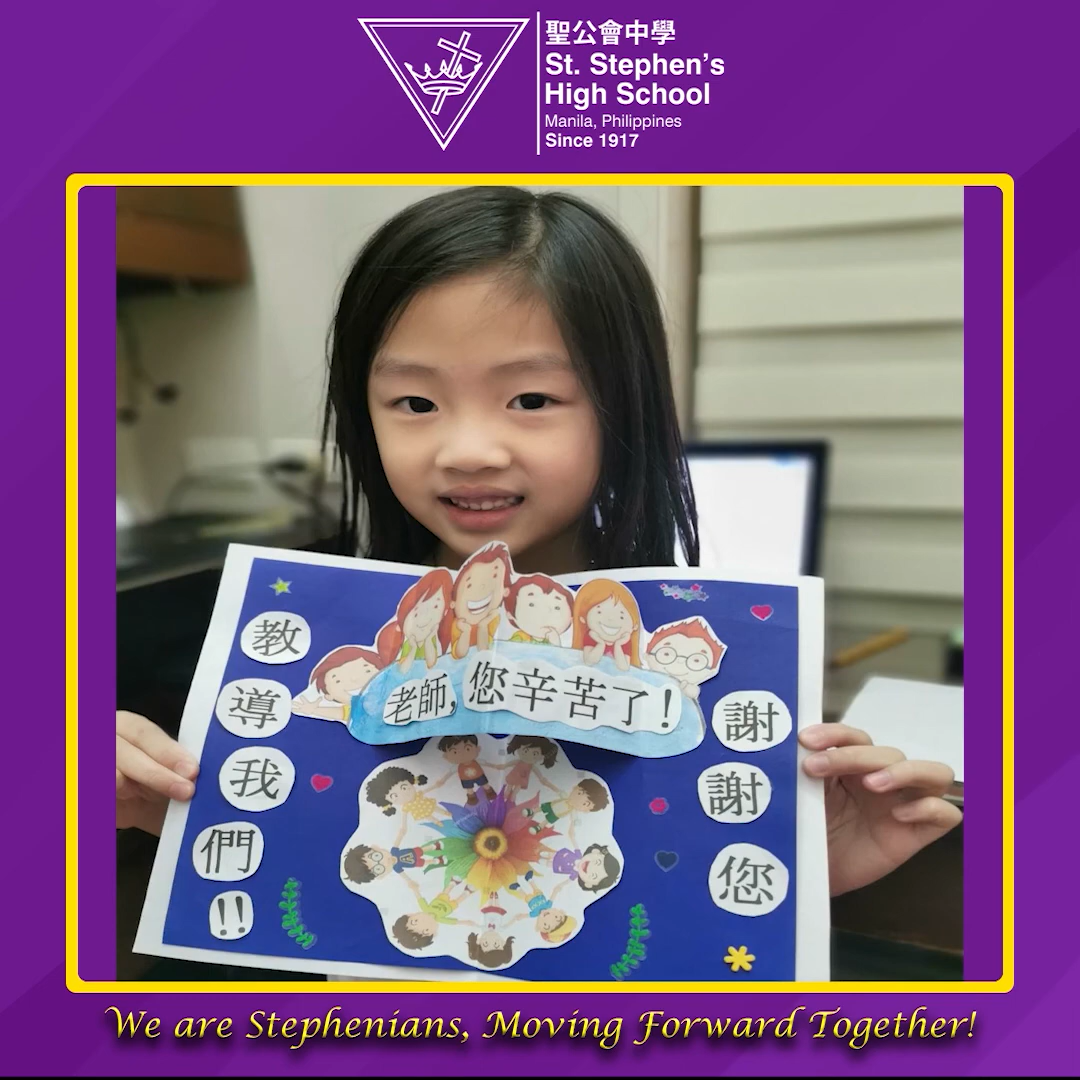 聖公會中學
St. Stephen's
High School
Manila, Philippines
Since 1917
老師,您辛苦了!
謝謝您
教導我們!!
We are Stephenians, Moving Forward Together!